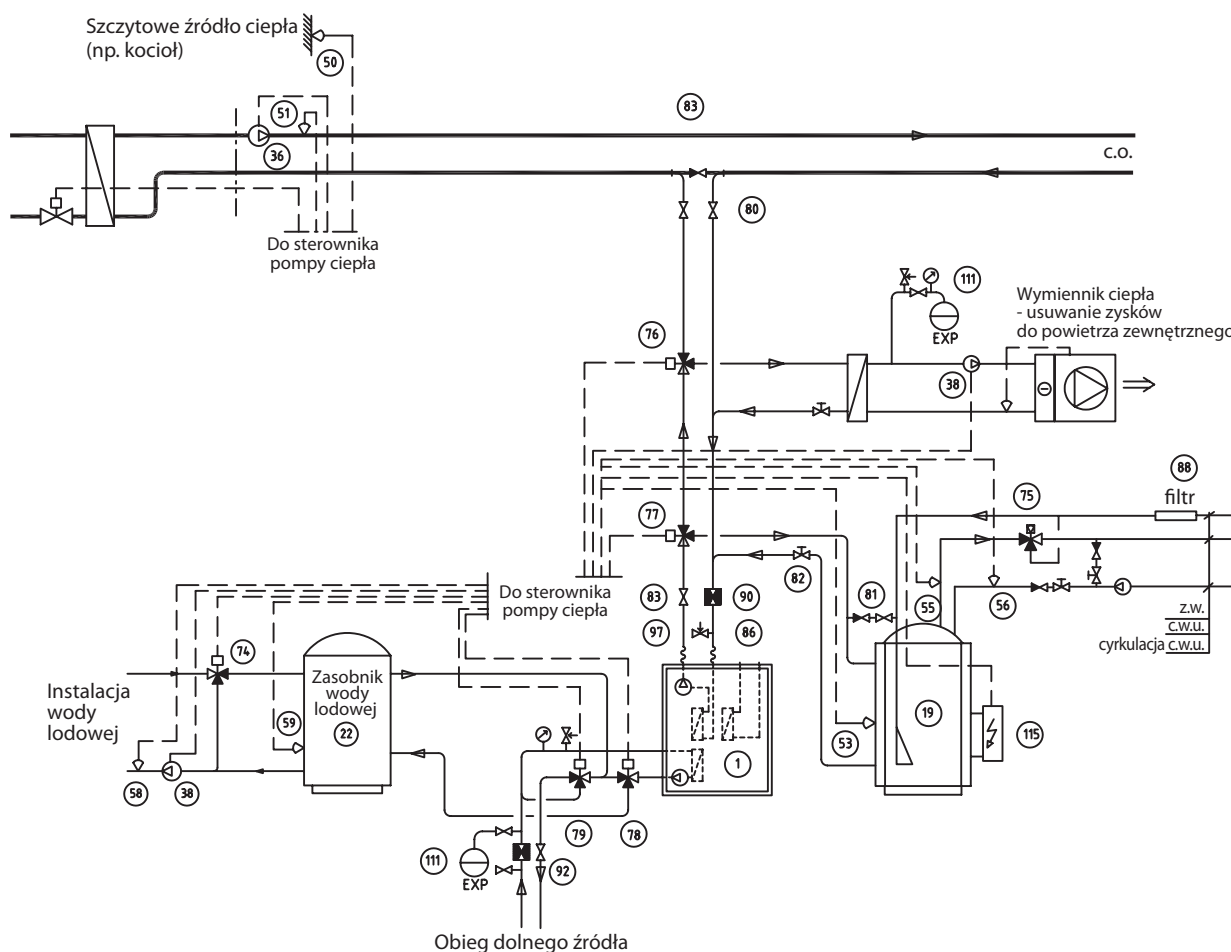 Szczytowe źródło ciepła
(np. kocioł)
50
51
83
36
c.o.
80
Do sterownika
pompy ciepła
111
Wymiennik ciepła
- usuwanie zysków
do powietrza zewnętrznego
EXP
76
38
88
filtr
75
77
82
Do sterownika
pompy ciepła
83
90
81
55
56
97
86
z.w.
c.w.u.
cyrkulacja c.w.u.
74
Zasobnik
wody
lodowej
Instalacja
wody
lodowej
59
22
19
53
1
115
58
38
79
78
111
EXP
92
Obieg dolnego źródła